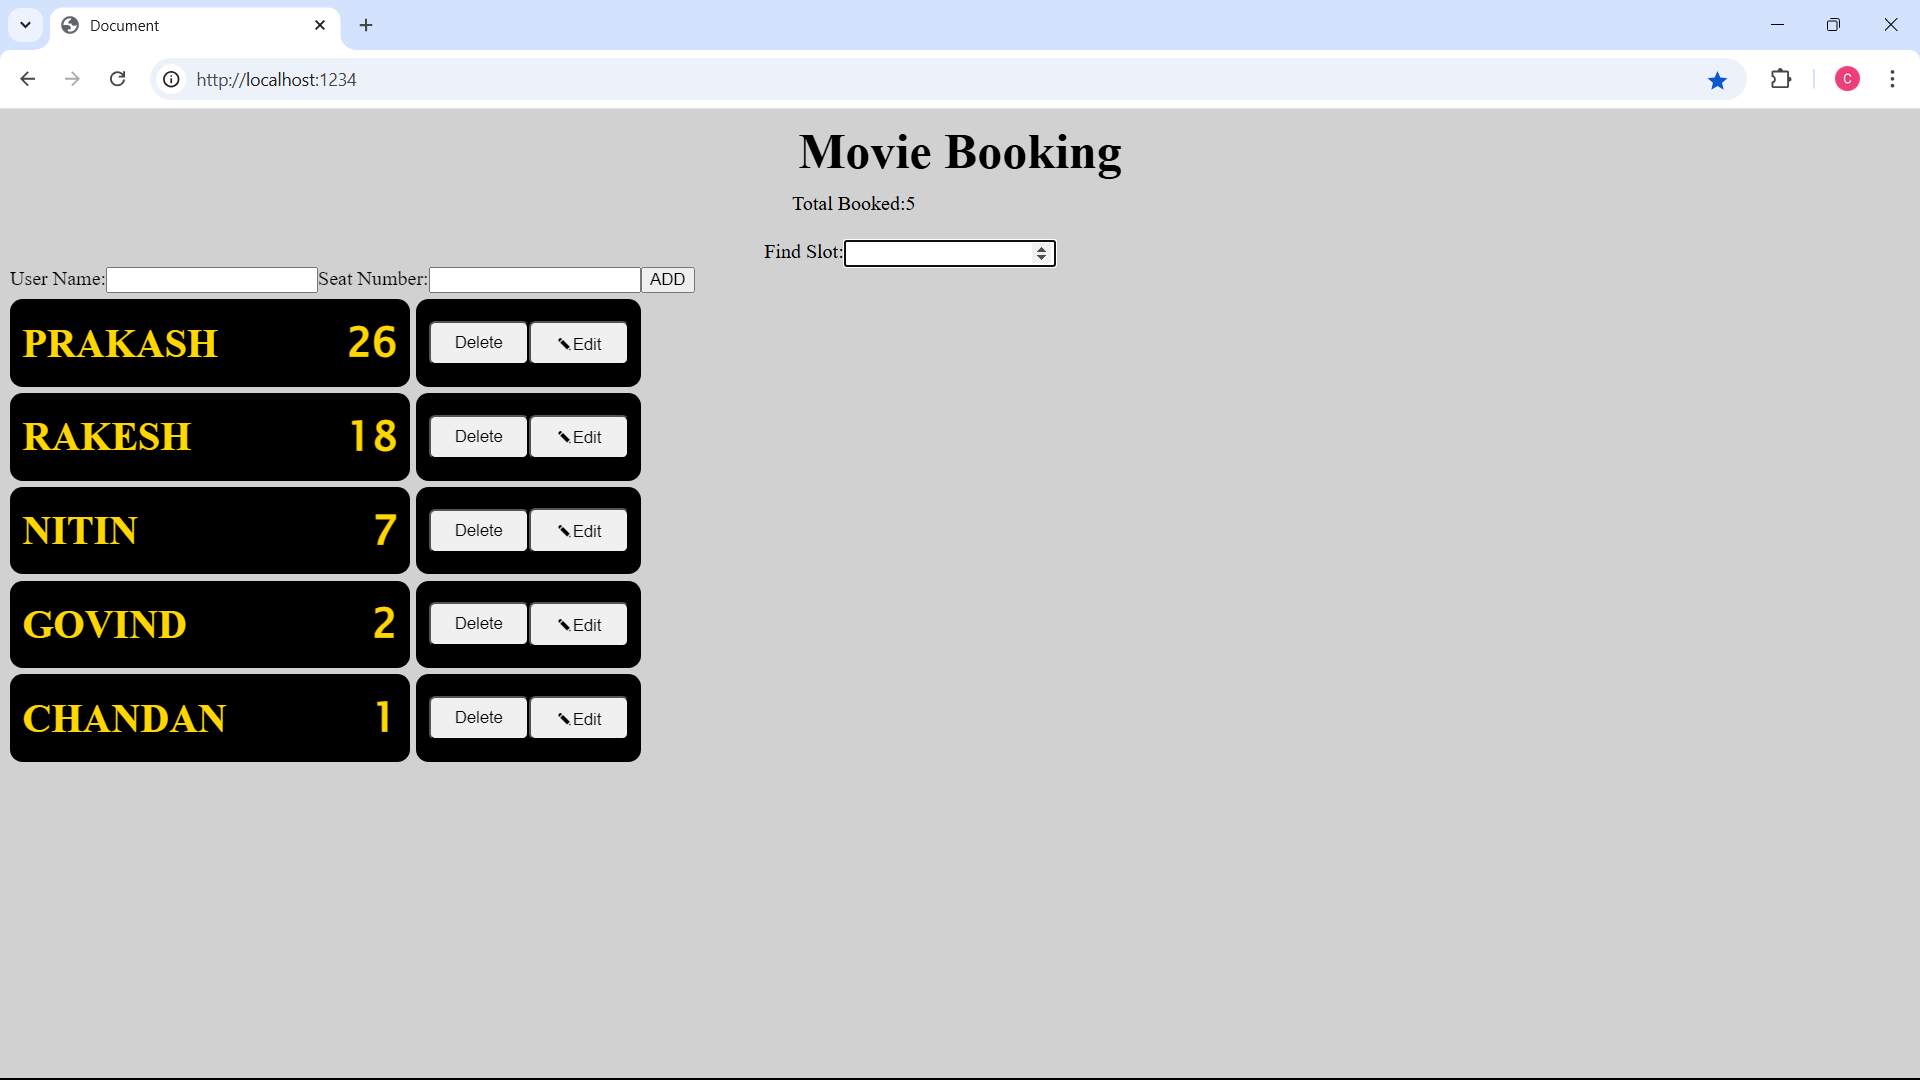 Document
http://localhost:1234
C
Movie Booking
Total Booked:5
Find Slot:
User Name: Seat Number: ADD
PRAKASH 26 Delete Edit
RAKESH 18 Delete Edit
NITIN 7 Delete Edit
GOVIND 2 Delete Edit
CHANDAN 1 Delete Edit